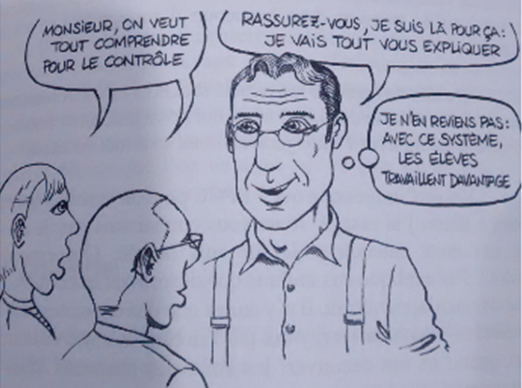 MONSIEUR, ON VEUT
TOUT COMPRENDRE
POUR LE CONTRÔLE
RASSUREZ-VOUS, JE SUIS LÀ POUR ÇA :
JE VAIS TOUT VOUS EXPLIQUER
JE N'EN REVIENS PAS :
AVEC CE SYSTÈME,
LES ÉLÈVES
TRAVAILLENT DAVANTAGE